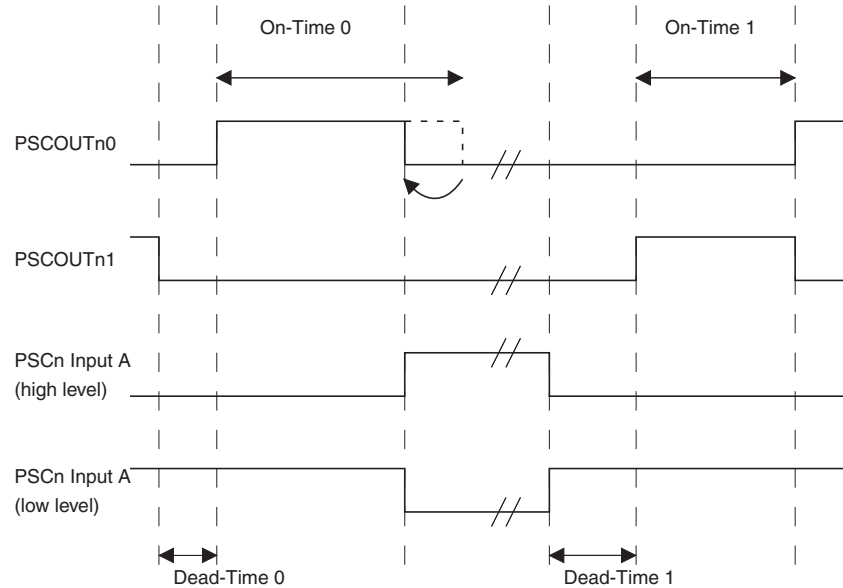 On-Time 0
On-Time 1
PSCOUTn0
PSCOUTn1
PSCn Input A
(high level)
PSCn Input A
(low level)
Dead-Time 0
Dead-Time 1